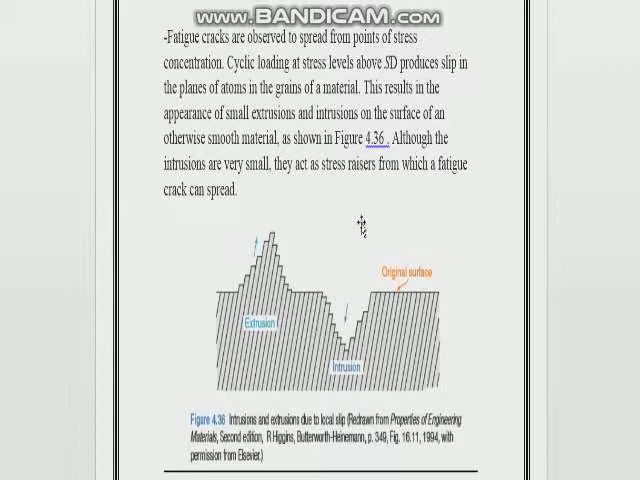 www.BANDICAM.com
-Fatigue cracks are observed to spread from points of stress
concentration. Cyclic loading at stress levels above SD produces slip in
the planes of atoms in the grains of a material. This results in the
appearance of small extrusions and intrusions on the surface of an
otherwise smooth material, as shown in Figure 4.36 . Although the
intrusions are very small, they act as stress raisers from which a fatigue
crack can spread.
Original surface
Extrusion
Intrusion
Figure 4.36 Intrusions and extrusions due to local slip (Redrawn from Properties of Engineering
Materials, Second edition, R Higgins, Butterworth-Heinemann, p. 349, Fig. 16.11, 1994, with
permission from Elsevier.)